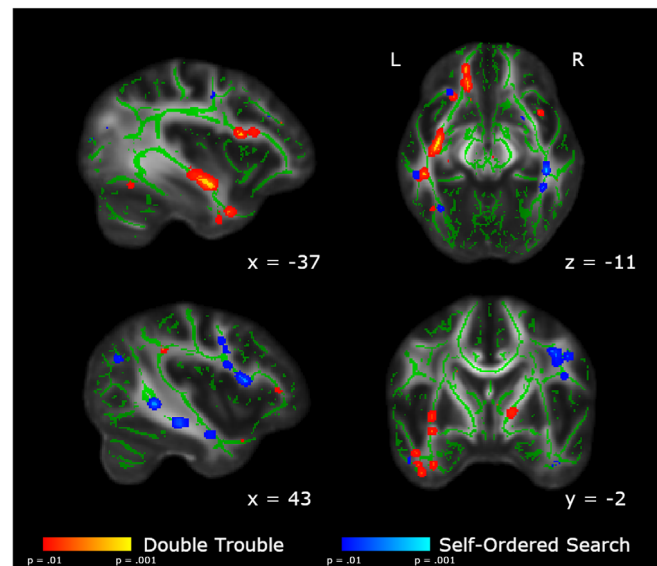 L R
x = -37
z = -11
x = 43
y = -2
Double Trouble
p = .01 p = .001
Self-Ordered Search
p = .01 p = .001